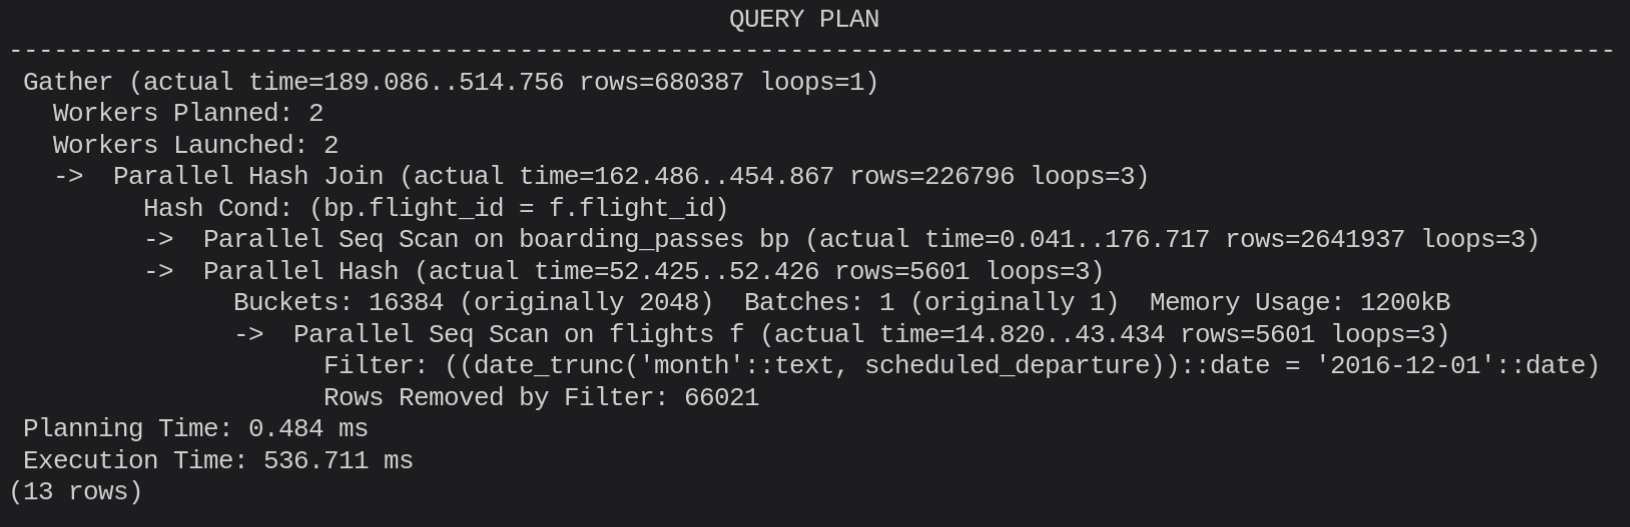 QUERY PLAN
-----------------------------------------------------------------------------------------------------------
Gather (actual time=189.086..514.756 rows=680387 loops=1)
  Workers Planned: 2
  Workers Launched: 2
  ->  Parallel Hash Join (actual time=162.486..454.867 rows=226796 loops=3)
        Hash Cond: (bp.flight_id = f.flight_id)
        ->  Parallel Seq Scan on boarding_passes bp (actual time=0.041..176.717 rows=2641937 loops=3)
        ->  Parallel Hash (actual time=52.425..52.426 rows=5601 loops=3)
              Buckets: 16384 (originally 2048)  Batches: 1 (originally 1)  Memory Usage: 1200kB
              ->  Parallel Seq Scan on flights f (actual time=14.820..43.434 rows=5601 loops=3)
                    Filter: ((date_trunc('month'::text, scheduled_departure))::date = '2016-12-01'::date)
                    Rows Removed by Filter: 66021
Planning Time: 0.484 ms
Execution Time: 536.711 ms
(13 rows)